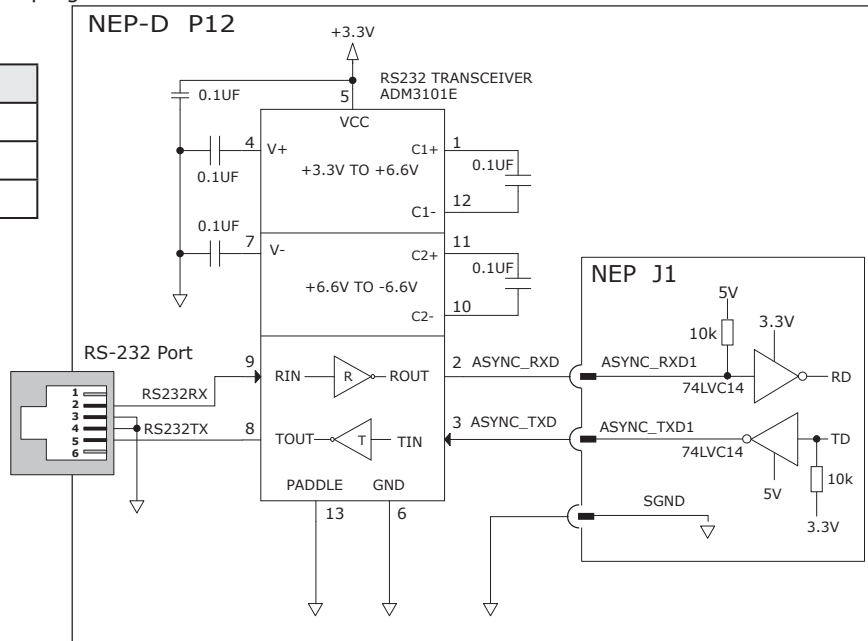 NEP-D P12
+3.3V
RS232 TRANSCEIVER
ADM3101E
0.1UF
5
VCC
4
V+
C1+
1
+3.3V TO +6.6V
0.1UF
0.1UF
C1-
12
0.1UF
7
V-
C2+
11
0.1UF
+6.6V TO -6.6V
C2-
10
NEP J1
5V
3.3V
10k
RS-232 Port
9
RIN
R
ROUT
2 ASYNC_RXD
ASYNC_RXD1
RD
74LVC14
1
2
3
4
5
6
RS232RX
RS232TX
8
TOUT
T
TIN
3 ASYNC_TXD
ASYNC_TXD1
TD
74LVC14
10k
5V
3.3V
PADDLE
GND
13
6
SGND